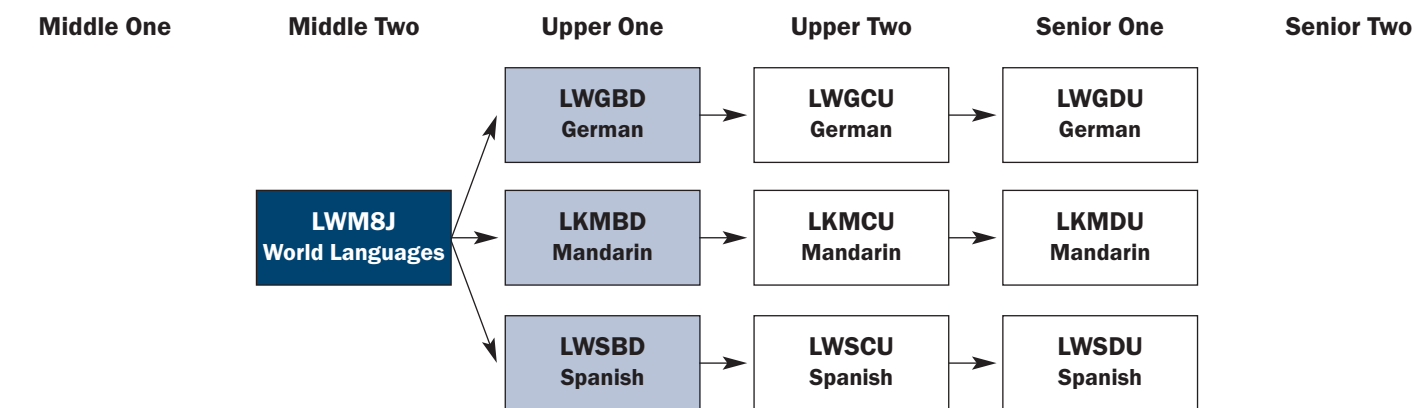 Middle One Middle Two Upper One Upper Two Senior One Senior Two
LWGBD LWGCU LWGDU
German German German
LWM8J LKMBD LKMCU LKMDU
World Languages Mandarin Mandarin Mandarin
LWSBD LWSCU LWSDU
Spanish Spanish Spanish